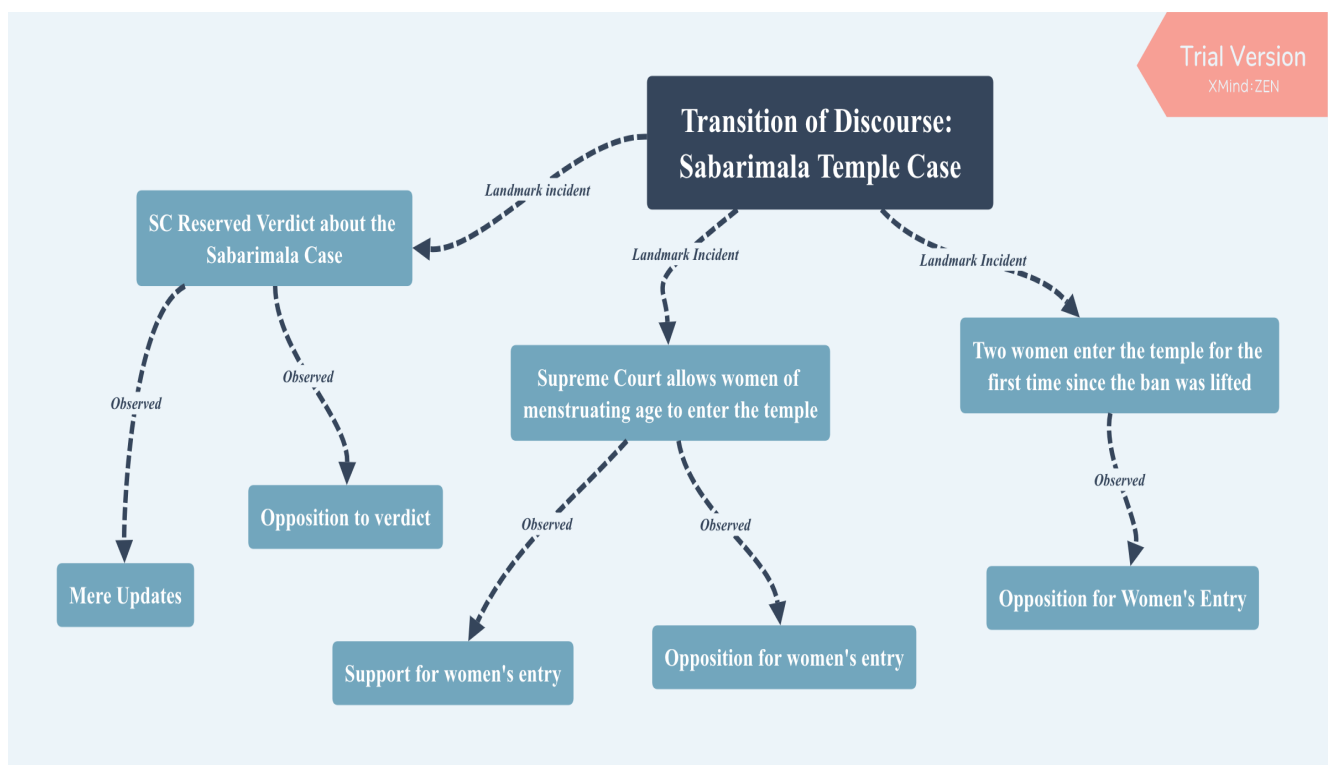 Trial Version
XMind:ZEN
Transition of Discourse:
Sabarimala Temple Case
Landmark incident
Landmark Incident
Landmark Incident
SC Reserved Verdict about the
Sabarimala Case
Supreme Court allows women of
menstruating age to enter the temple
Two women enter the temple for the
first time since the ban was lifted
Observed
Observed
Observed
Observed
Observed
Mere Updates
Opposition to verdict
Support for women's entry
Opposition for women's entry
Opposition for Women's Entry